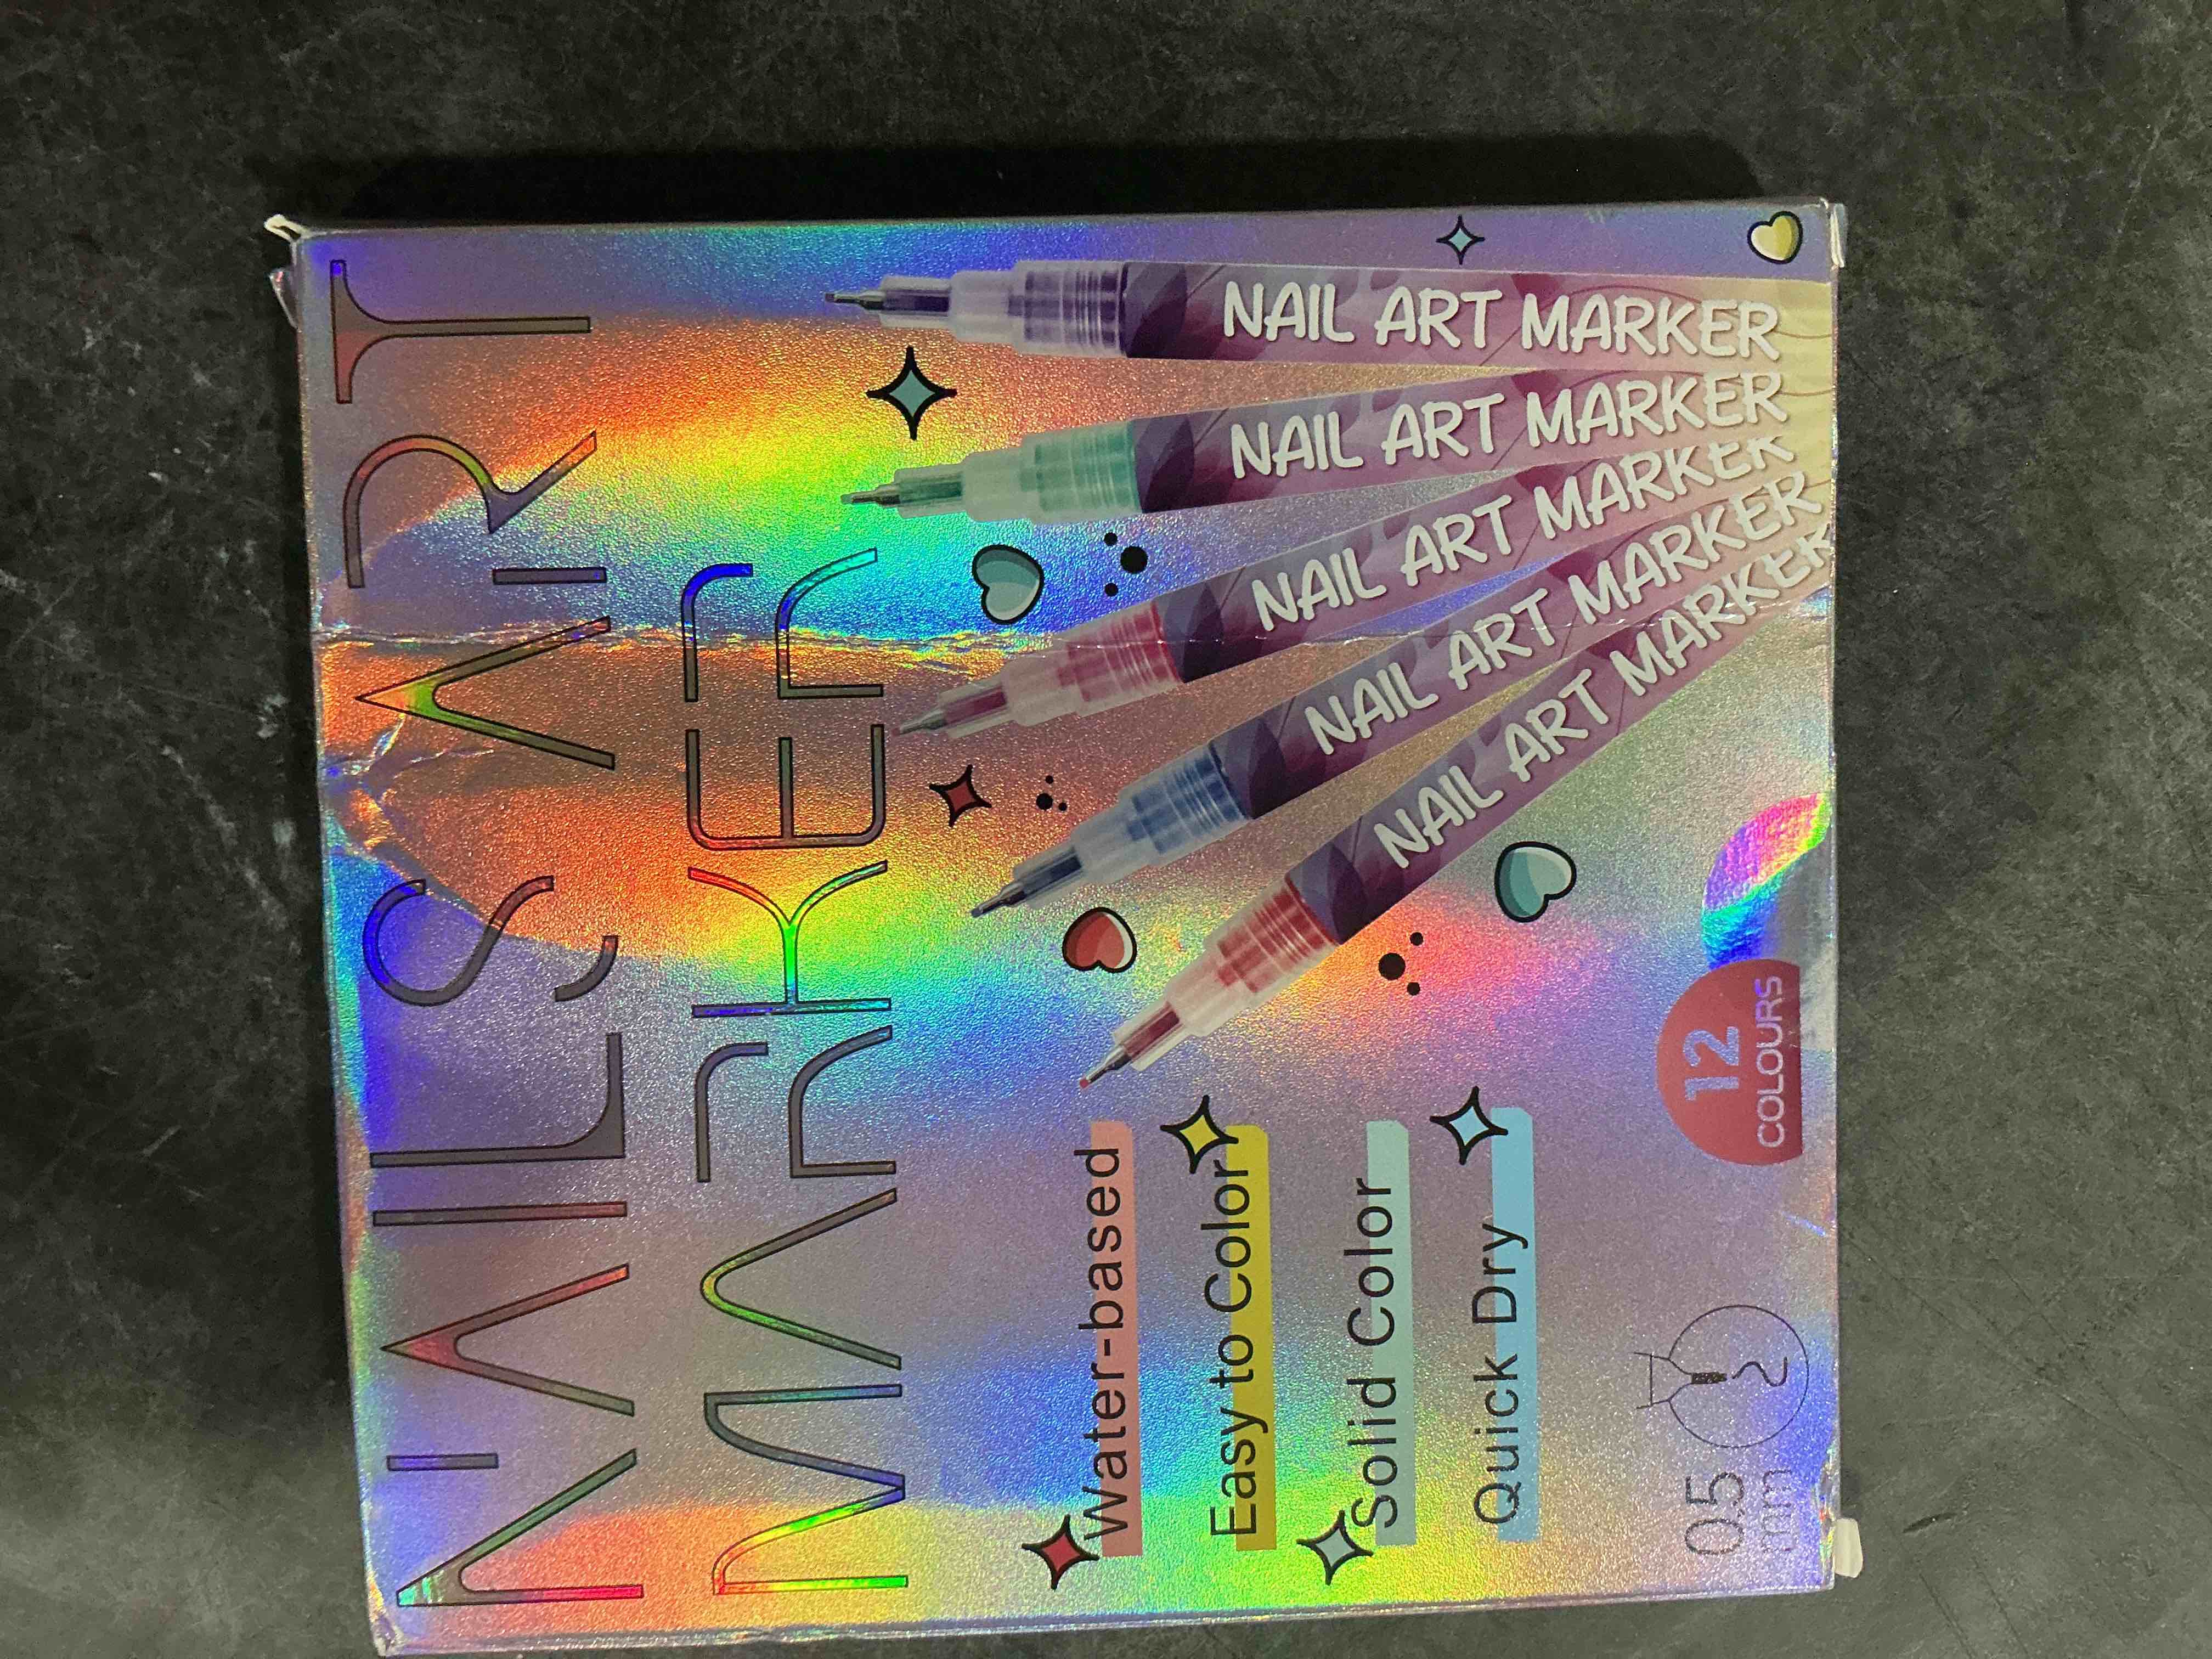 NAILS ART
MARKER
NAIL ART MARKER
NAIL ART MARKER
NAIL ART MARKER
NAIL ART MARKER
NAIL ART MARKER
Water-based
Easy to Color
Solid Color
Quick Dry
0.5
mm
12
COLOURS